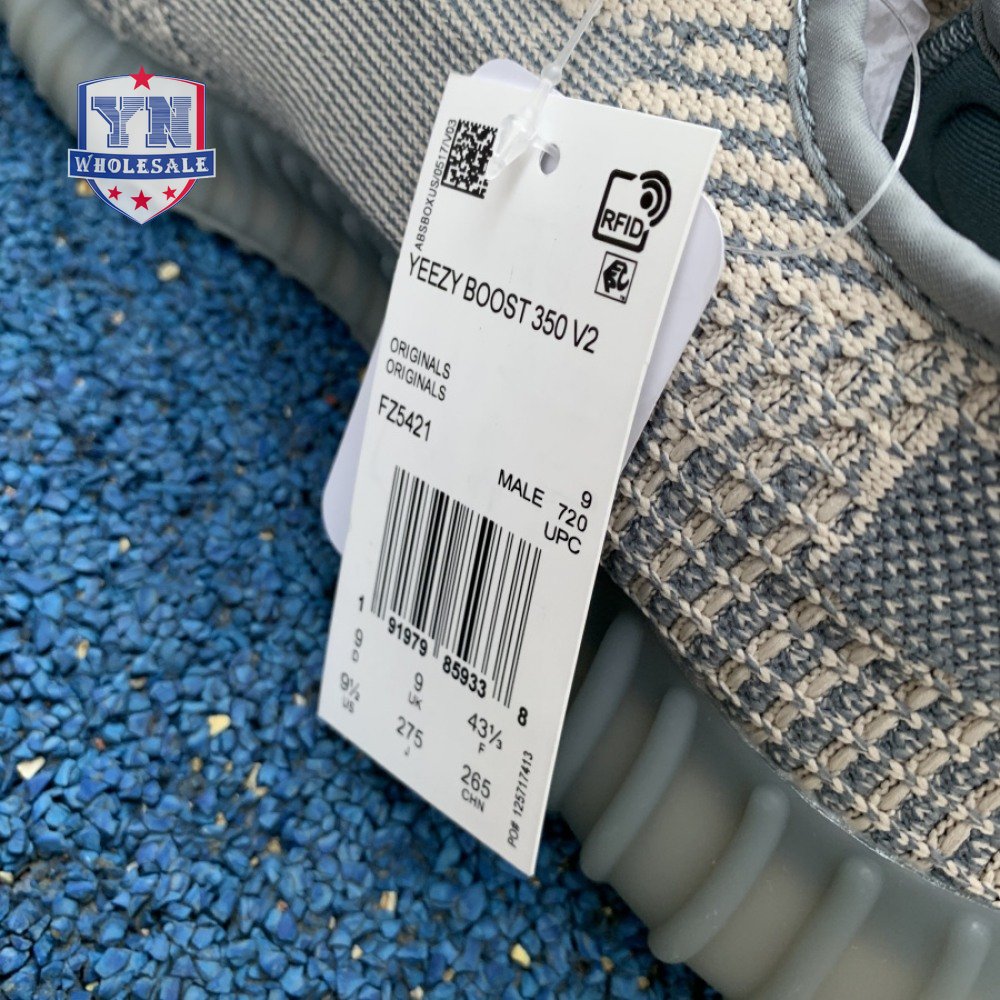 YN
WHOLESALE
ABSBOXUS/0517/V03
RFID
YEEZY BOOST 350 V2
ORIGINALS
ORIGINALS
FZ5421
9
MALE 720
UPC
1 91979 85933 8
9 D
9 UK
43⅓ F
9½ US
275 J
265 CHN
PO# 125717413